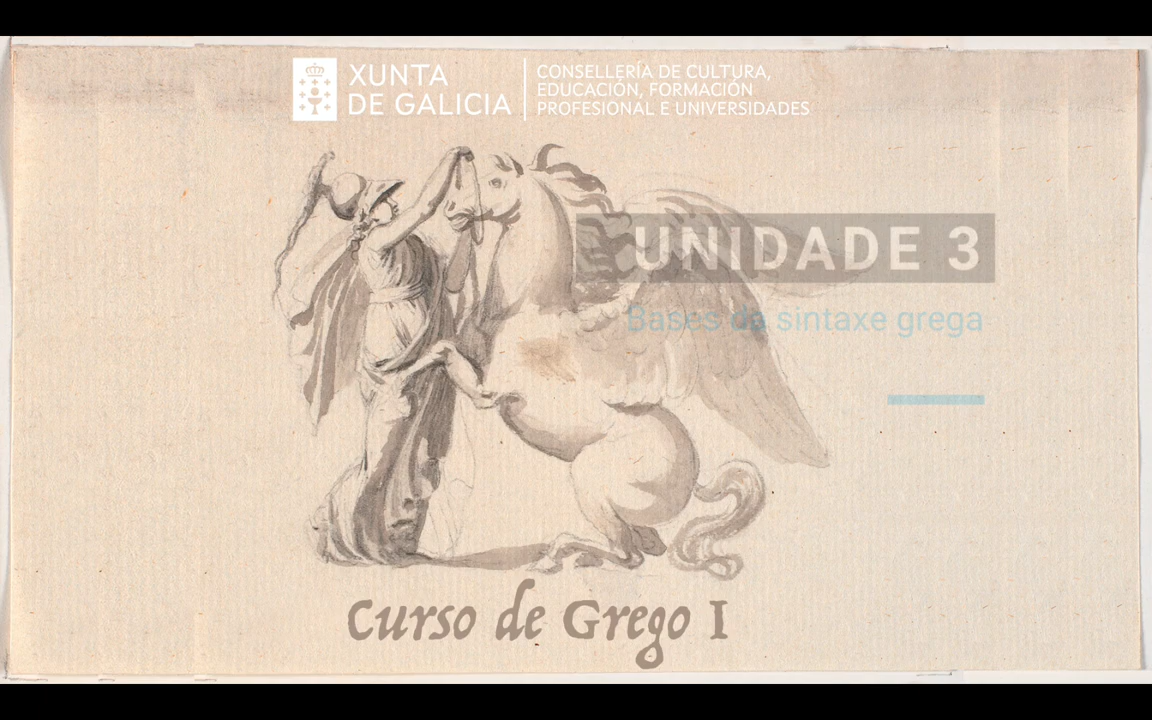 XUNTA
DE GALICIA
CONSELLERÍA DE CULTURA,
EDUCACIÓN, FORMACIÓN
PROFESIONAL E UNIVERSIDADES
UNIDADE 3
Bases da sintaxe grega
Curso de Grego I